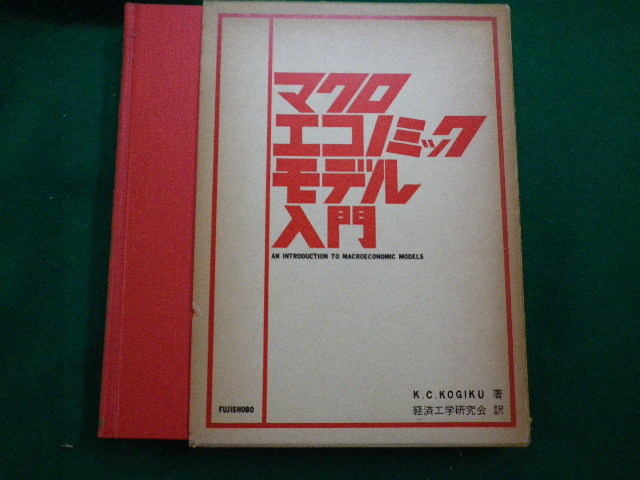 マクロ
エコノミック
モデル
入門
AN INTRODUCTION TO MACROECONOMIC MODELS
K.C.KOGIKU 著
経済工学研究会 訳
FUJISHOBO